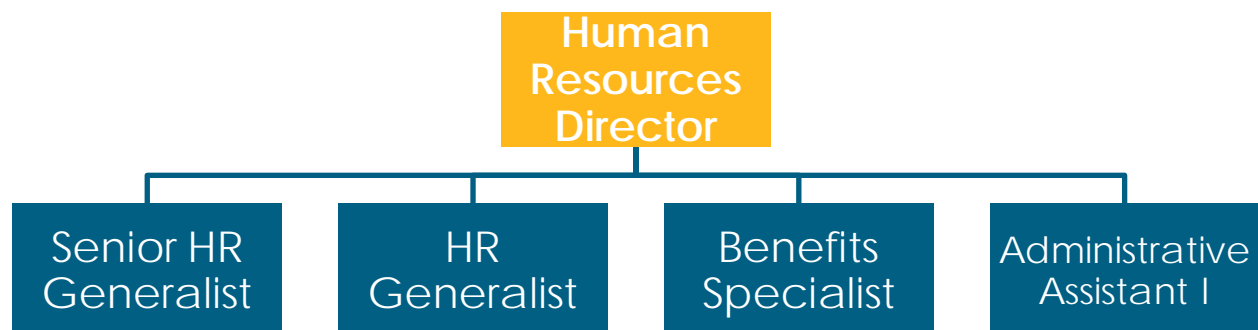 Human
Resources
Director
Senior HR
Generalist
HR
Generalist
Benefits
Specialist
Administrative
Assistant I